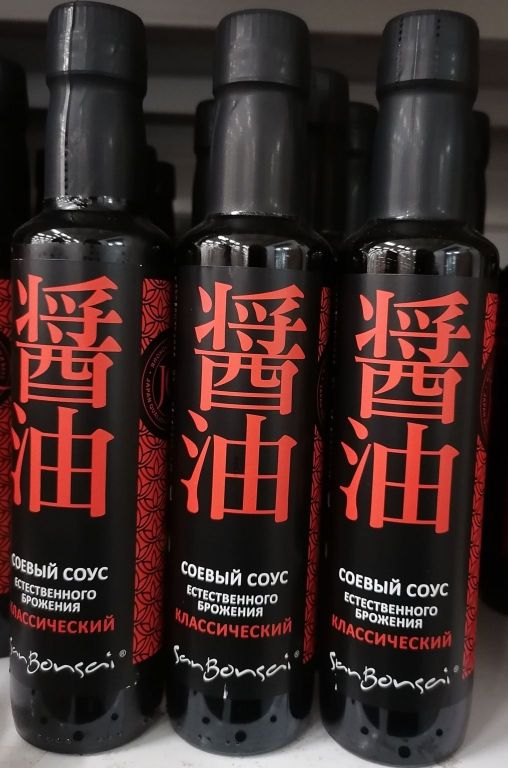 醤油
СОЕВЫЙ СОУС
ЕСТЕСТВЕННОГО
БРОЖЕНИЯ
КЛАССИЧЕСКИЙ
SanBonsai®
醤油
СОЕВЫЙ СОУС
ЕСТЕСТВЕННОГО
БРОЖЕНИЯ
КЛАССИЧЕСКИЙ
SanBonsai®
醤油
СОЕВЫЙ СОУС
ЕСТЕСТВЕННОГО
БРОЖЕНИЯ
КЛАССИЧЕСКИЙ
SanBonsai®